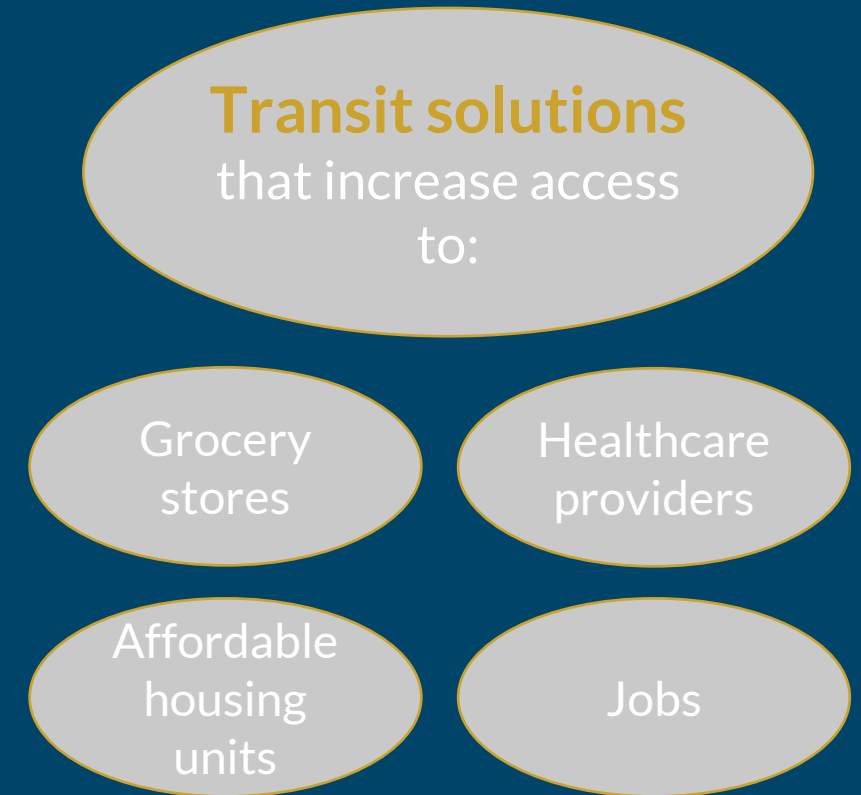 Transit solutions
that increase access
to:
Grocery
stores
Healthcare
providers
Affordable
housing
units
Jobs